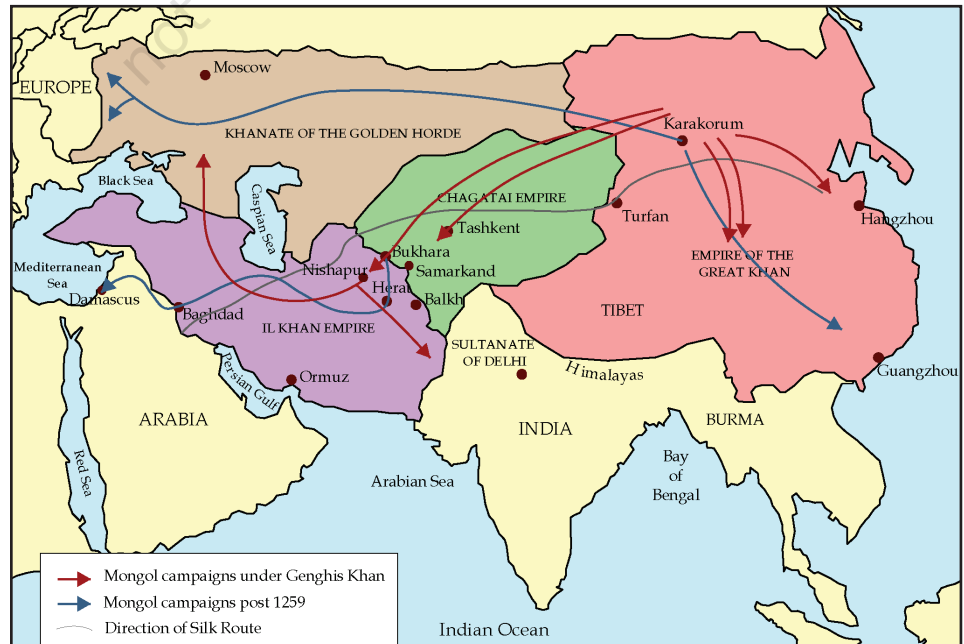 not
Moscow
EUROPE
KHANATE OF THE GOLDEN HORDE
Karakorum
Black Sea
Caspian Sea
CHAGATAI EMPIRE
Turfan
Hangzhou
Tashkent
Bukhara
EMPIRE OF THE
GREAT KHAN
Mediterranean
Sea
Nishapur
Samarkand
Damascus
Herat
Balkh
Baghdad
IL KHAN EMPIRE
TIBET
SULTANATE
OF DELHI
Himalayas
Guangzhou
Persian Gulf
Ormuz
ARABIA
INDIA
BURMA
Red Sea
Arabian Sea
Bay
of
Bengal
Mongol campaigns under Genghis Khan
Mongol campaigns post 1259
Direction of Silk Route
Indian Ocean